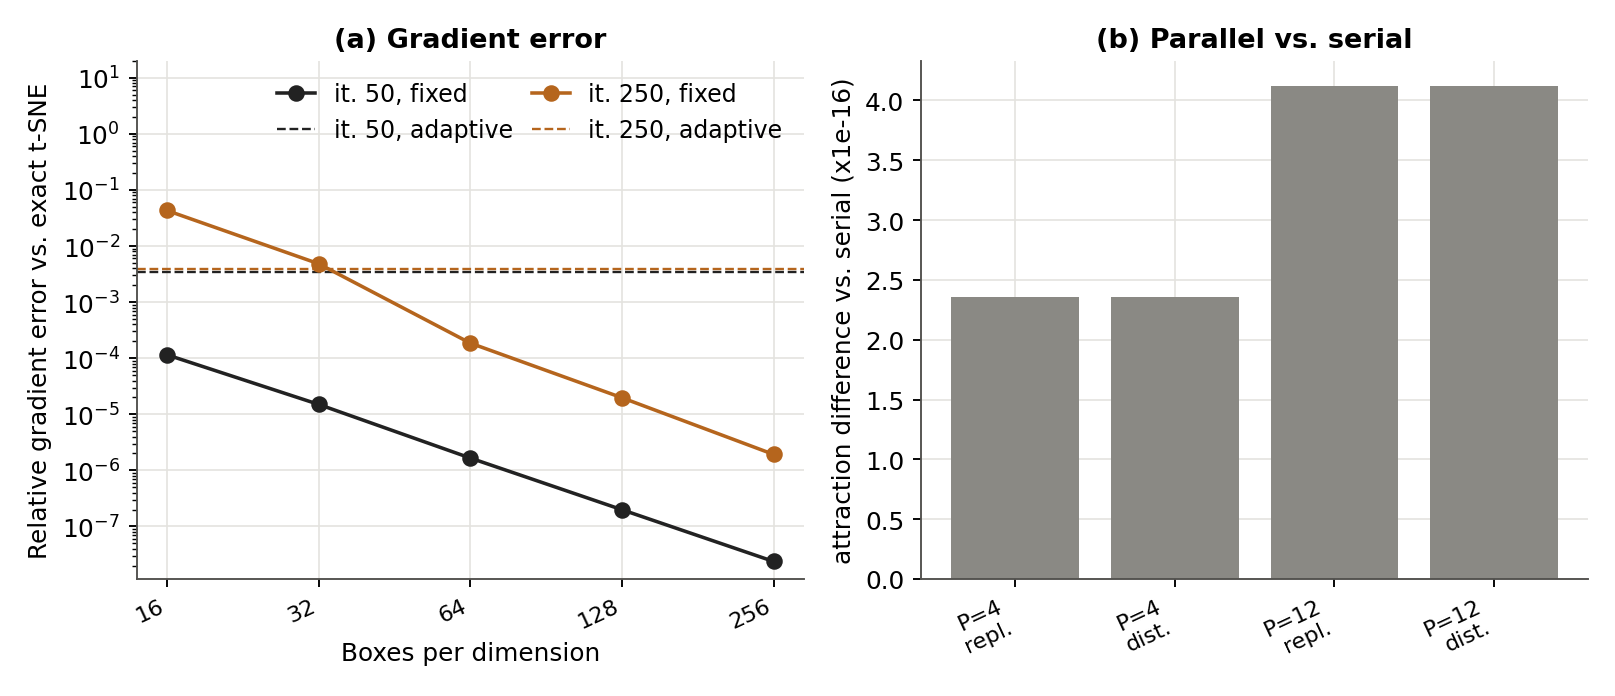 (a) Gradient error
Relative gradient error vs. exact t-SNE
10¹
10⁰
10⁻¹
10⁻²
10⁻³
10⁻⁴
10⁻⁵
10⁻⁶
10⁻⁷
it. 50, fixed
it. 50, adaptive
it. 250, fixed
it. 250, adaptive
16
32
64
128
256
Boxes per dimension
(b) Parallel vs. serial
attraction difference vs. serial (x1e-16)
4.0
3.5
3.0
2.5
2.0
1.5
1.0
0.5
0.0
P=4
repl.
P=4
dist.
P=12
repl.
P=12
dist.